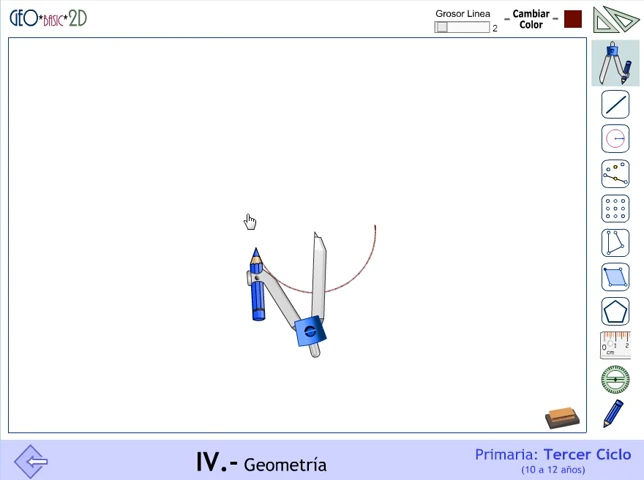 GEO*BASIC*2D
Grosor Linea
2
Cambiar
Color
0 1 2
cm
IV.- Geometría
Primaria: Tercer Ciclo
(10 a 12 años)